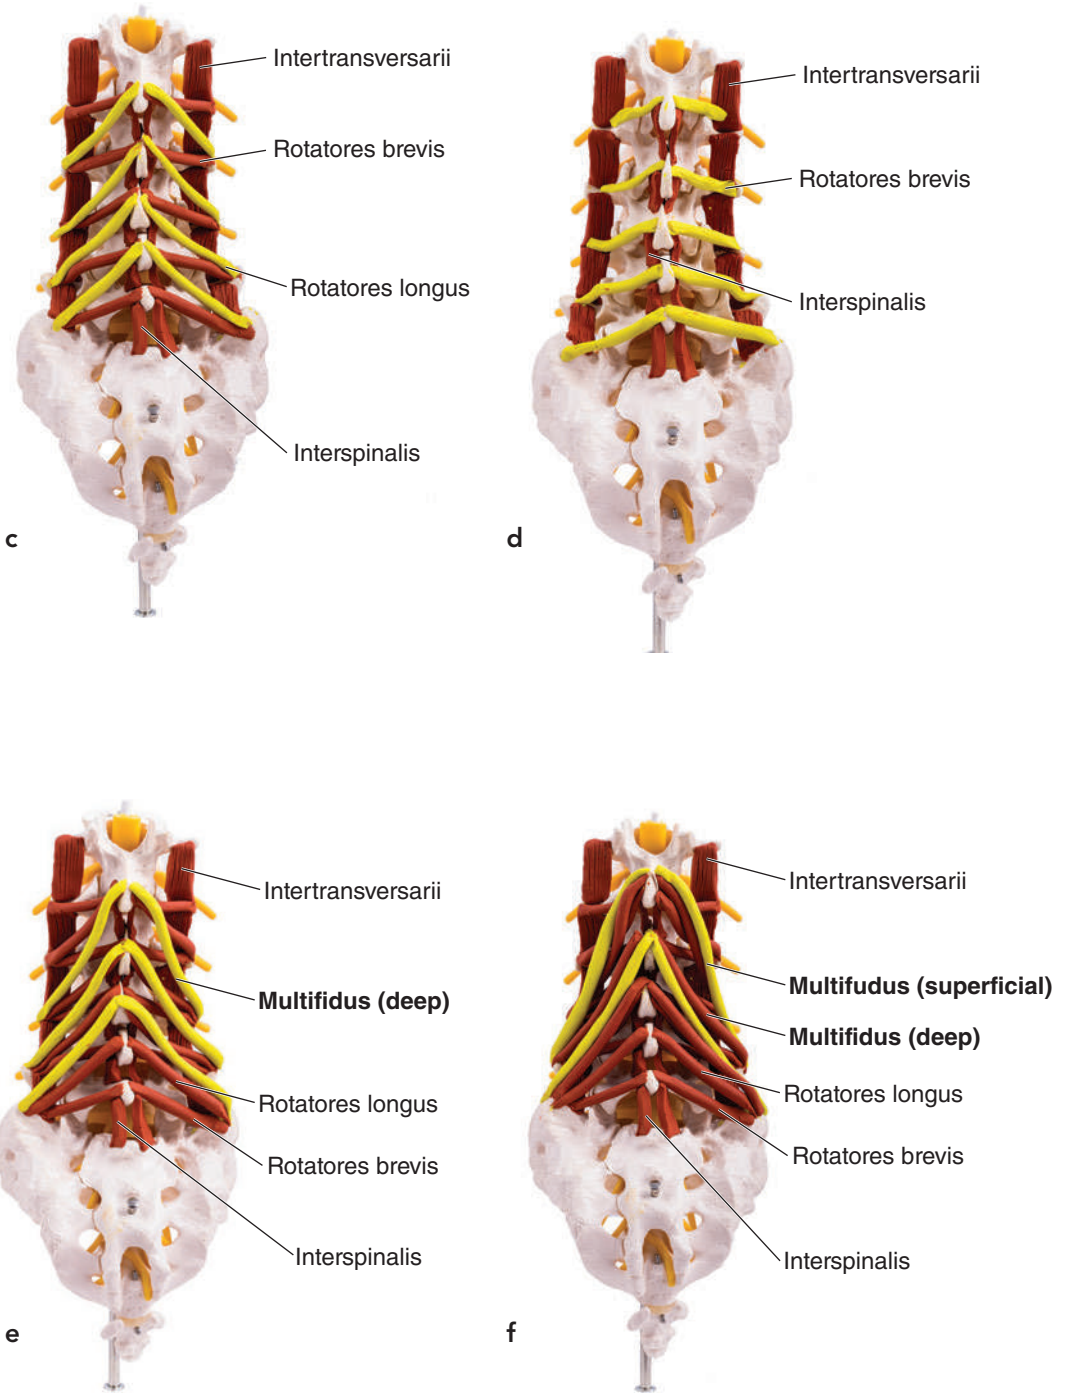 Intertransversarii
Rotatores brevis
Rotatores longus
Interspinalis
c
Intertransversarii
Rotatores brevis
Interspinalis
d
Intertransversarii
Multifidus (deep)
Rotatores longus
Rotatores brevis
Interspinalis
e
Intertransversarii
Multifudus (superficial)
Multifidus (deep)
Rotatores longus
Rotatores brevis
Interspinalis
f